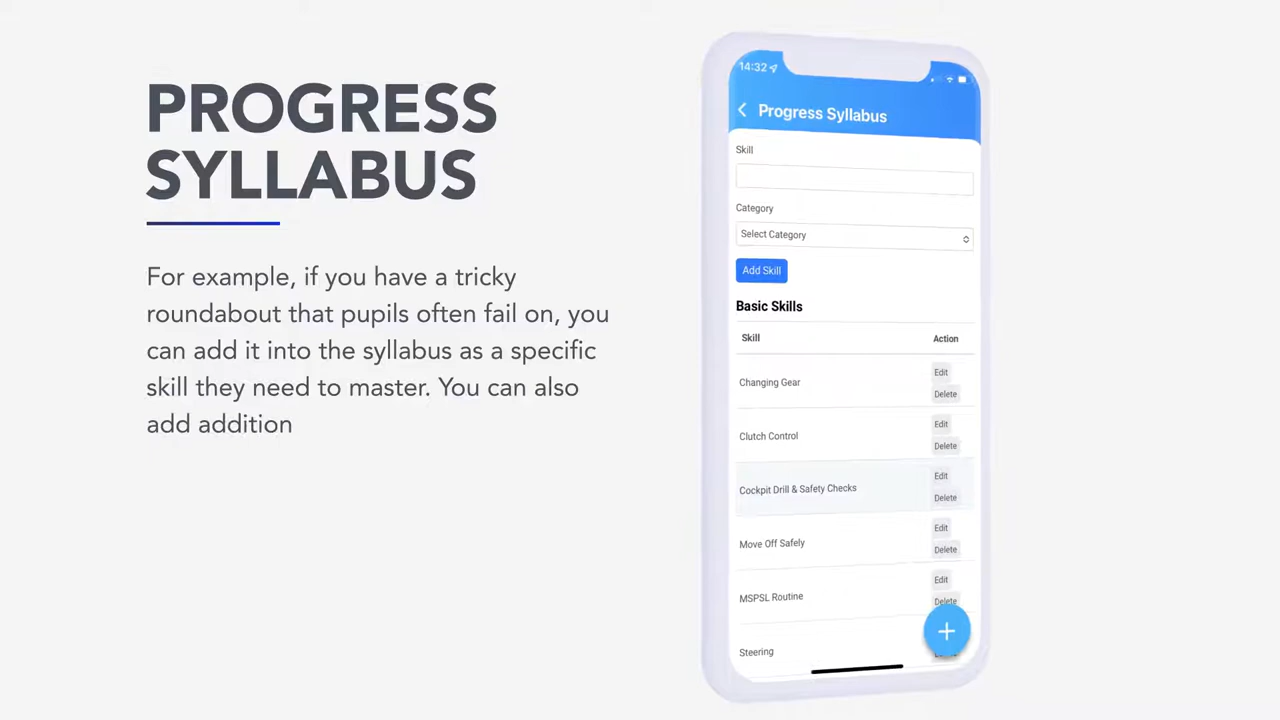 PROGRESS
SYLLABUS
For example, if you have a tricky
roundabout that pupils often fail on, you
can add it into the syllabus as a specific
skill they need to master. You can also
add addition
14:32
Progress Syllabus
Skill
Category
Select Category
Add Skill
Basic Skills
Skill Action
Changing Gear
Edit
Delete
Clutch Control
Edit
Delete
Cockpit Drill & Safety Checks
Edit
Delete
Move Off Safely
Edit
Delete
MSPSL Routine
Edit
Delete
Steering